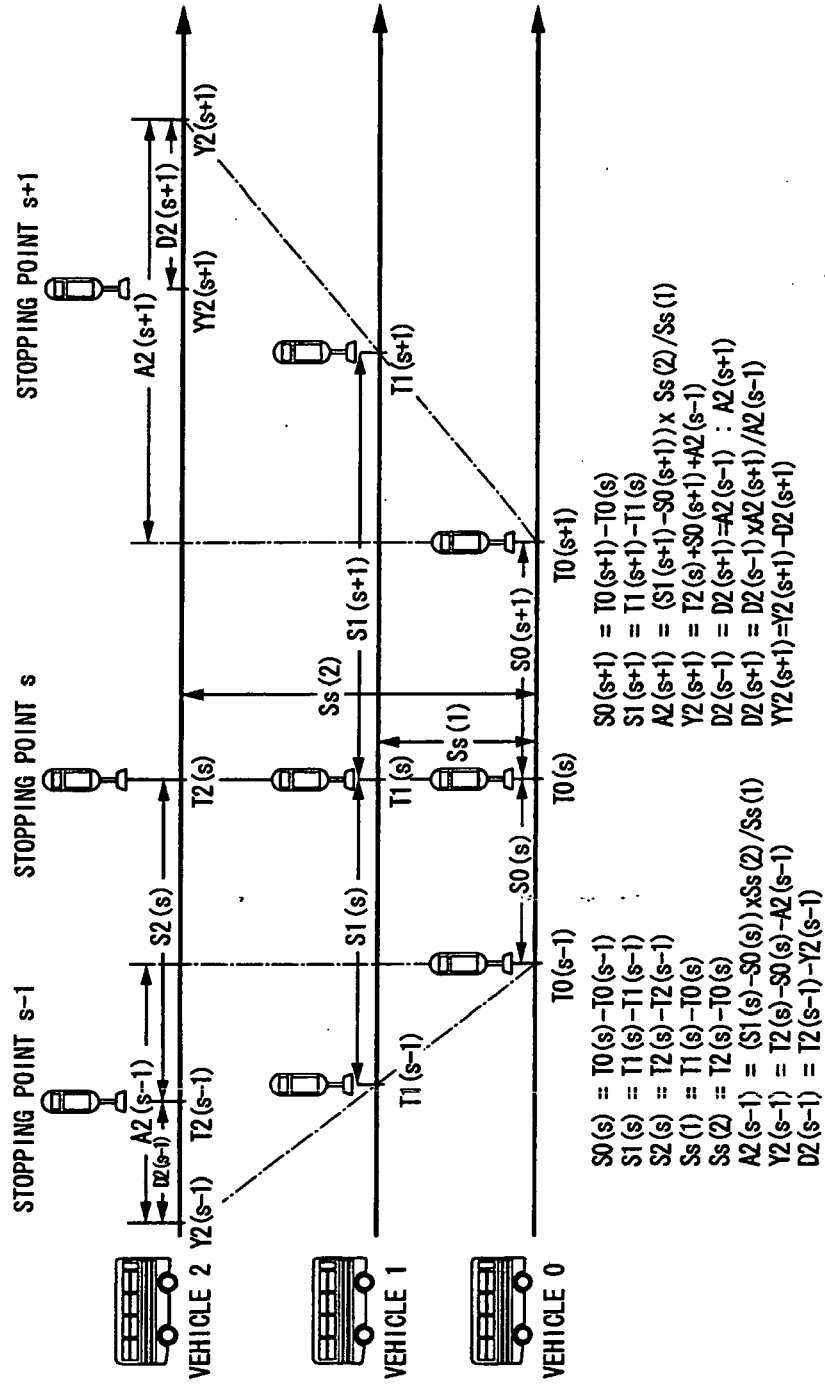 STOPPING POINT s-1
STOPPING POINT s
STOPPING POINT s+1
A2(s-1)
D2(s-1)
S2(s)
A2(s+1)
D2(s+1)
VEHICLE 2
Y2(s-1)
T2(s-1)
T2(s)
YY2(s+1)
Y2(s+1)
Ss(2)
S1(s)
S1(s+1)
VEHICLE 1
T1(s-1)
T1(s)
T1(s+1)
Ss(1)
S0(s)
S0(s+1)
VEHICLE 0
T0(s-1)
T0(s)
T0(s+1)
S0(s) = T0(s)-T0(s-1)
S1(s) = T1(s)-T1(s-1)
S2(s) = T2(s)-T2(s-1)
Ss(1) = T1(s)-T0(s)
Ss(2) = T2(s)-T0(s)
A2(s-1) = (S1(s)-S0(s))xSs(2)/Ss(1)
Y2(s-1) = T2(s)-S0(s)-A2(s-1)
D2(s-1) = T2(s-1)-Y2(s-1)
S0(s+1) = T0(s+1)-T0(s)
S1(s+1) = T1(s+1)-T1(s)
A2(s+1) = (S1(s+1)-S0(s+1))x Ss(2)/Ss(1)
Y2(s+1) = T2(s)+S0(s+1)+A2(s-1)
D2(s-1) = D2(s+1)=A2(s-1) : A2(s+1)
D2(s+1) = D2(s-1)xA2(s+1)/A2(s-1)
YY2(s+1)=Y2(s+1)-D2(s+1)